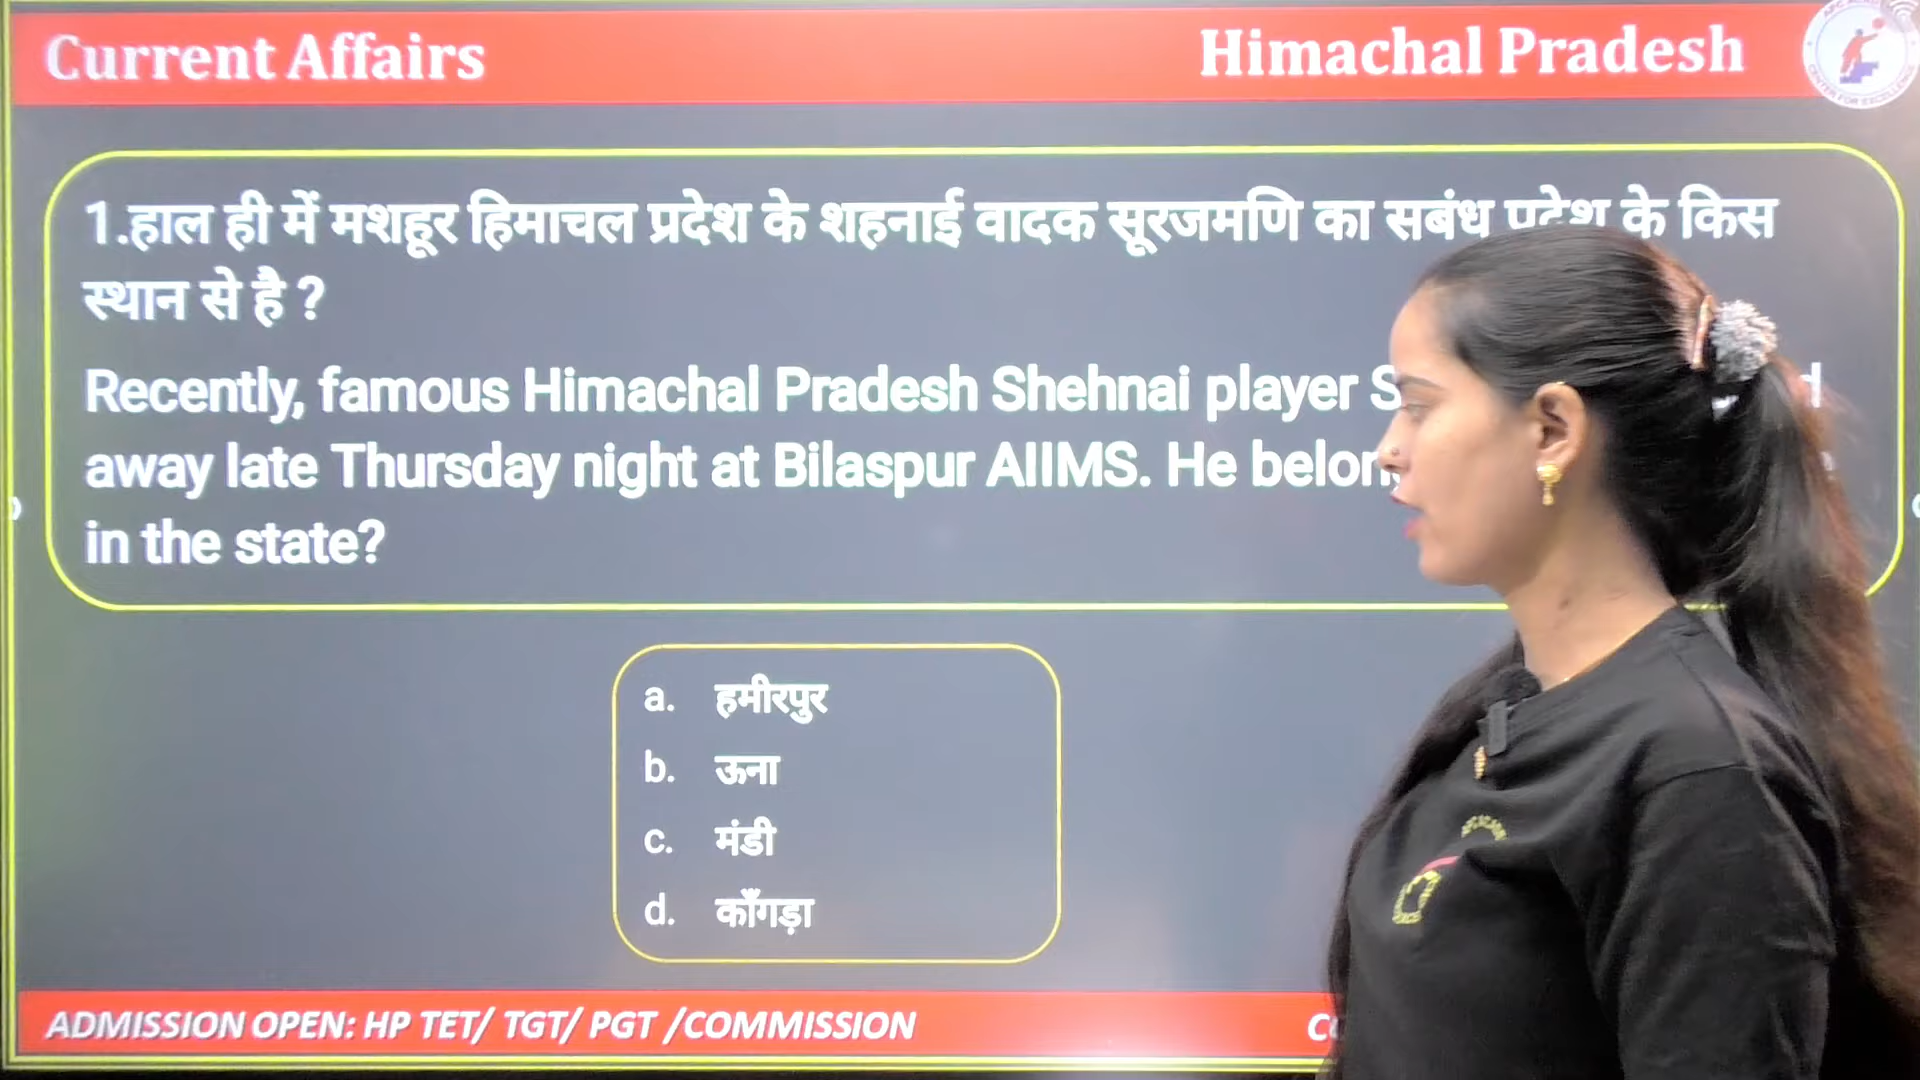 Current Affairs
Himachal Pradesh
1.हाल ही में मशहूर हिमाचल प्रदेश के शहनाई वादक सूरजमणि का सबंध प्रदेश के किस
स्थान से है ?
Recently, famous Himachal Pradesh Shehnai player
away late Thursday night at Bilaspur AIIMS. He
in the state?
a. हमीरपुर
b. ऊना
c. मंडी
d. काँगड़ा
ADMISSION OPEN: HP TET/ TGT/ PGT /COMMISSION